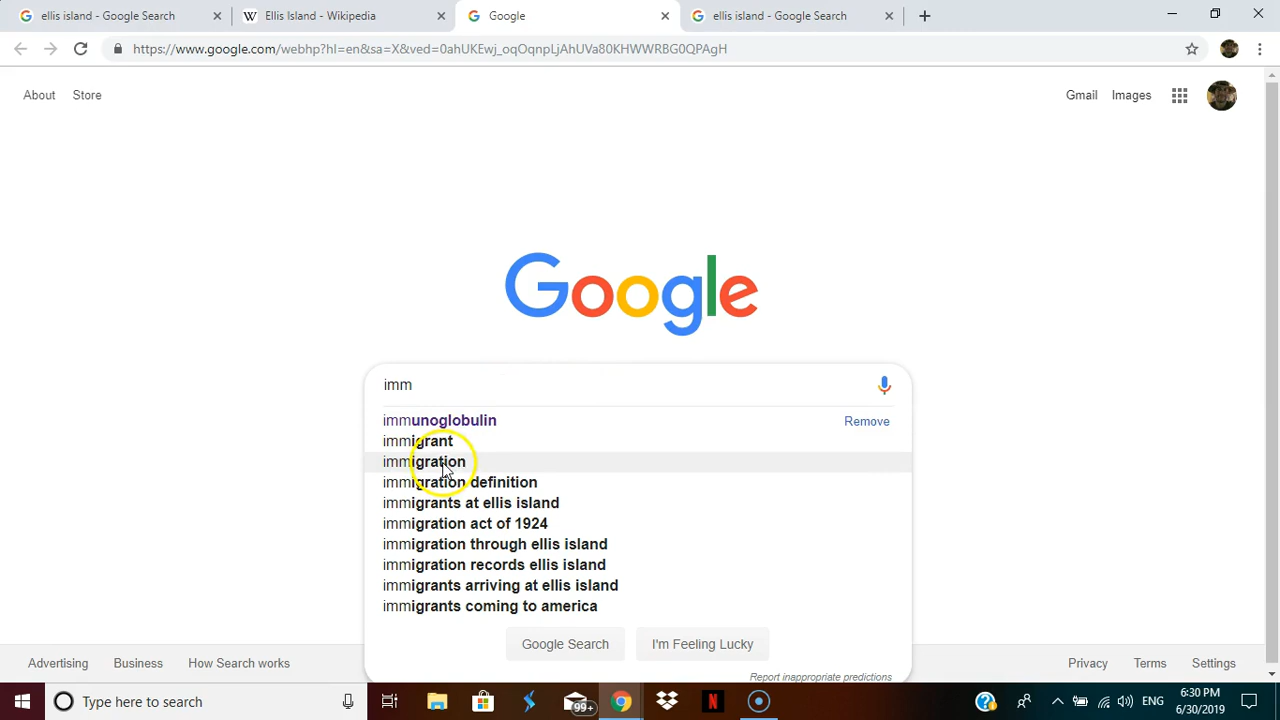 ellis island - Google Search
Ellis Island - Wikipedia
Google
ellis island - Google Search
https://www.google.com/webhp?hl=en&sa=X&ved=0ahUKEwj_oqOqnpLjAhUVa80KHWWRBG0QPAgH
About Store
Gmail Images
Google
imm
immunoglobulin Remove
immigrant
immigration
immigration definition
immigrants at ellis island
immigration act of 1924
immigration through ellis island
immigration records ellis island
immigrants arriving at ellis island
immigrants coming to america
Google Search I'm Feeling Lucky
Report inappropriate predictions
Advertising Business How Search works
Privacy Terms Settings
Type here to search
99+
N
ENG
6:30 PM
6/30/2019